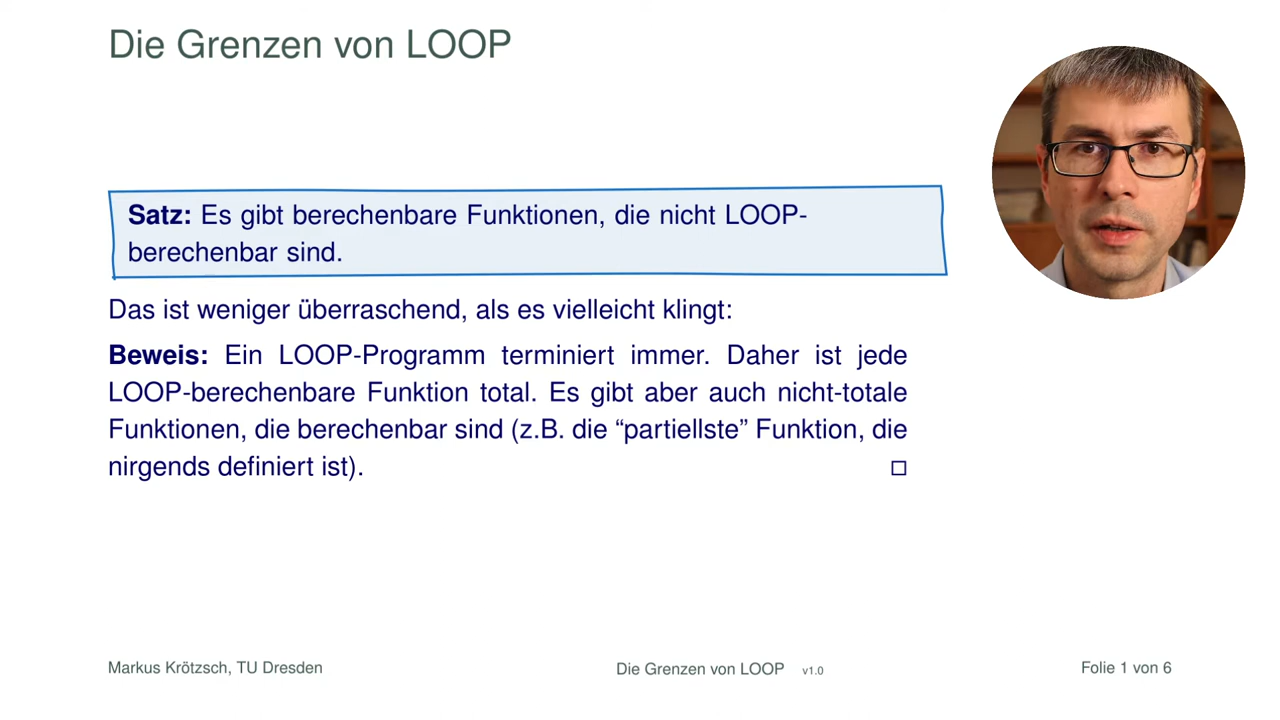 Die Grenzen von LOOP
Satz: Es gibt berechenbare Funktionen, die nicht LOOP-
berechenbar sind.
Das ist weniger überraschend, als es vielleicht klingt:
Beweis: Ein LOOP-Programm terminiert immer. Daher ist jede
LOOP-berechenbare Funktion total. Es gibt aber auch nicht-totale
Funktionen, die berechenbar sind (z.B. die “partiellste” Funktion, die
nirgends definiert ist). □
Markus Krötzsch, TU Dresden Die Grenzen von LOOP v1.0 Folie 1 von 6